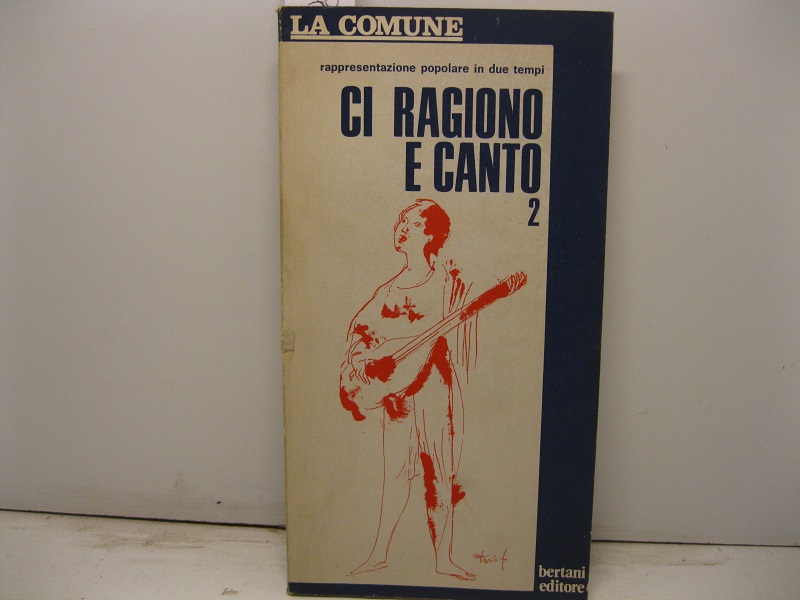 LA COMUNE
rappresentazione popolare in due tempi
CI RAGIONO
E CANTO
2
bertani
editore